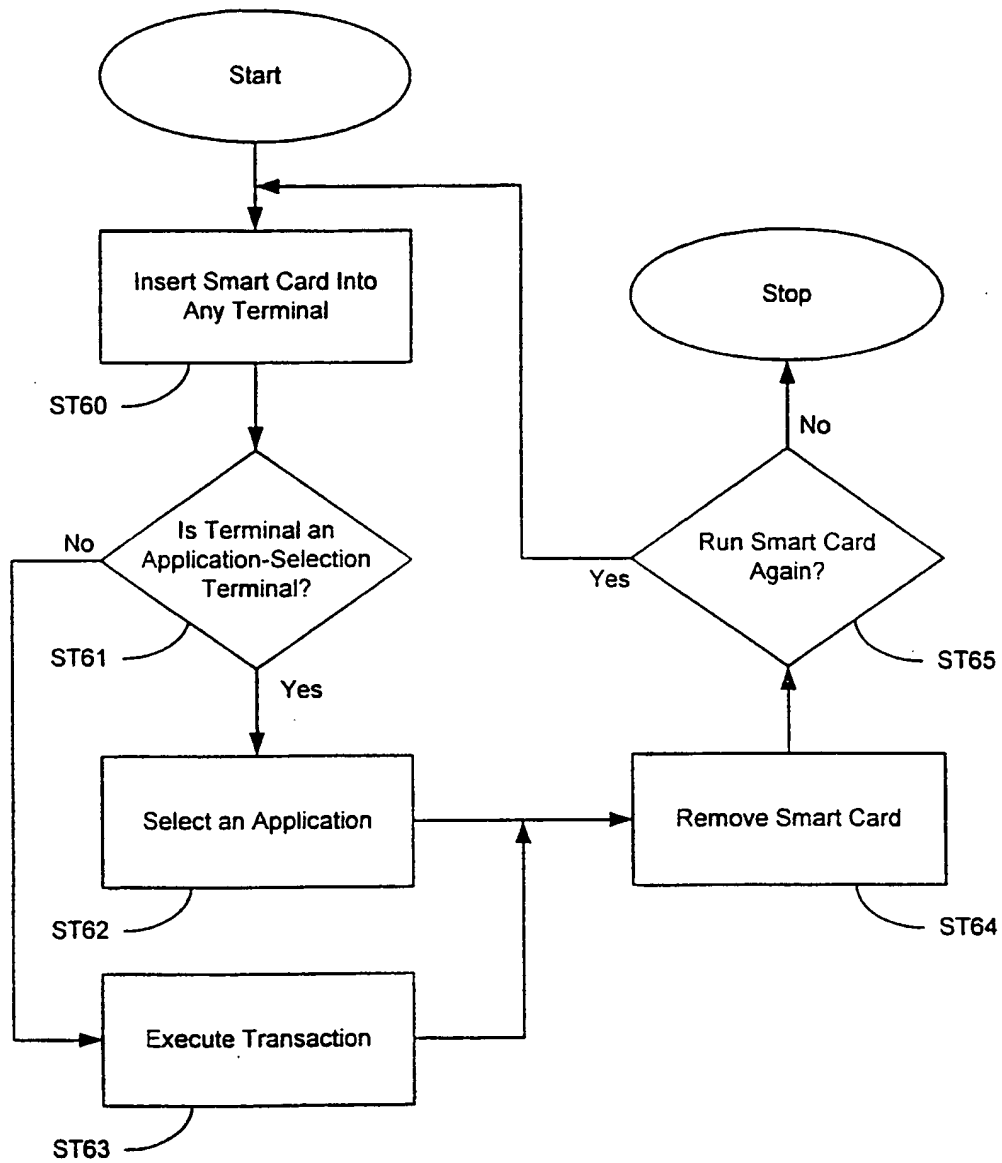 Start
Insert Smart Card Into
Any Terminal
ST60
Stop
No
Is Terminal an
Application-Selection
Terminal?
No
ST61
Yes
Run Smart Card
Again?
Yes
ST65
Select an Application
ST62
Remove Smart Card
ST64
Execute Transaction
ST63